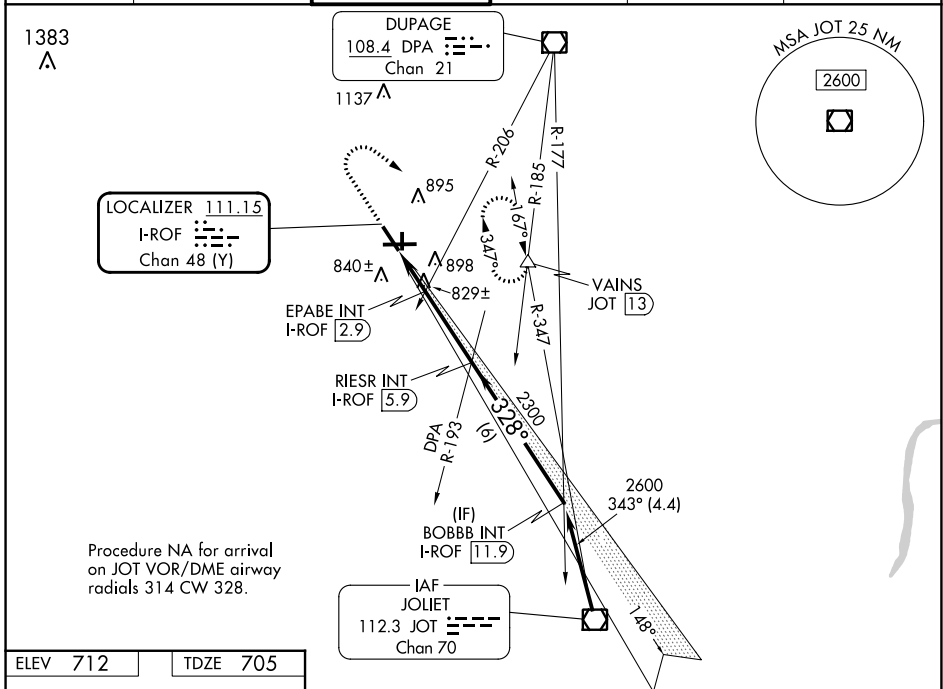 1383
DUPAGE
108.4 DPA
Chan 21
1137
MSA JOT 25 NM
2600
R-206
R-185
R-177
LOCALIZER 111.15
I-ROF
Chan 48 (Y)
895
167°
347°
840±
898
829±
VAINS
JOT 13
EPABE INT
I-ROF 2.9
R-347
RIESR INT
I-ROF 5.9
2300
328°
(6)
DPA
R-193
2600
343° (4.4)
(IF)
BOBBB INT
I-ROF 11.9
Procedure NA for arrival
on JOT VOR/DME airway
radials 314 CW 328.
IAF
JOLIET
112.3 JOT
Chan 70
148°
ELEV 712
TDZE 705